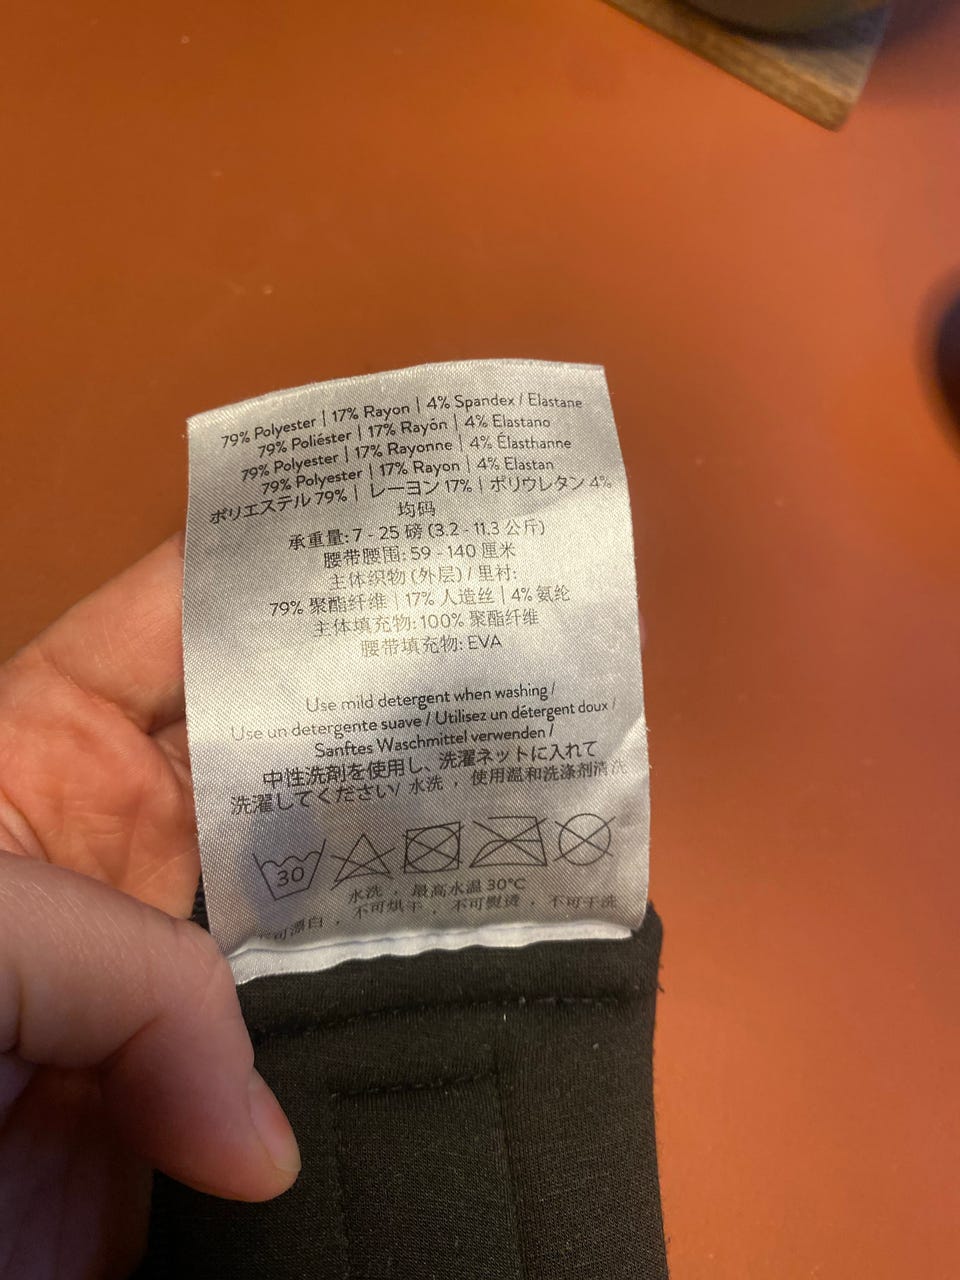 79% Polyester | 17% Rayon | 4% Spandex / Elastane
79% Poliéster | 17% Rayón | 4% Elastano
79% Polyester | 17% Rayonne | 4% Élasthanne
79% Polyester | 17% Rayon | 4% Elastan
ポリエステル 79% | レーヨン 17% | ポリウレタン 4%
均码
承重量: 7 - 25 磅 (3.2 - 11.3 公斤)
腰带腰围: 59 - 140 厘米
主体织物 (外层) / 里衬:
79% 聚酯纤维 | 17% 人造丝 | 4% 氨纶
主体填充物: 100% 聚酯纤维
腰带填充物: EVA
Use mild detergent when washing /
Use un detergente suave / Utilisez un détergent doux /
Sanftes Waschmittel verwenden /
中性洗剤を使用し、洗濯ネットに入れて
洗濯してください/ 水洗 , 使用温和洗涤剂清洗
30
水洗 , 最高水温 30°C
不可漂白 , 不可烘干 , 不可熨烫 , 不可干洗